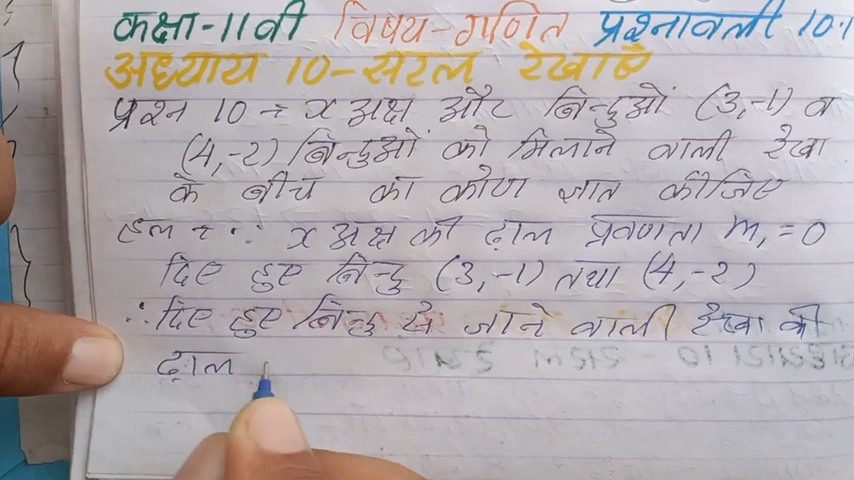 कक्षा-11वी विषय-गणित प्रश्नावली 10.1
अध्याय 10-सरल रेखाएं
प्रश्न 10 ÷ x अक्ष और बिन्दुओं (3,-1) व
(4,-2) बिन्दुओं को मिलाने वाली रेखा
के बीच का कोण ज्ञात कीजिए
हल ÷ ∵ x अक्ष की ढ़ाल प्रवणता m₁=0
दिए हुए बिन्दु (3,-1) तथा (4,-2)
∴ दिए हुए बिन्दु से जाने वाली रेखा की
ढ़ाल